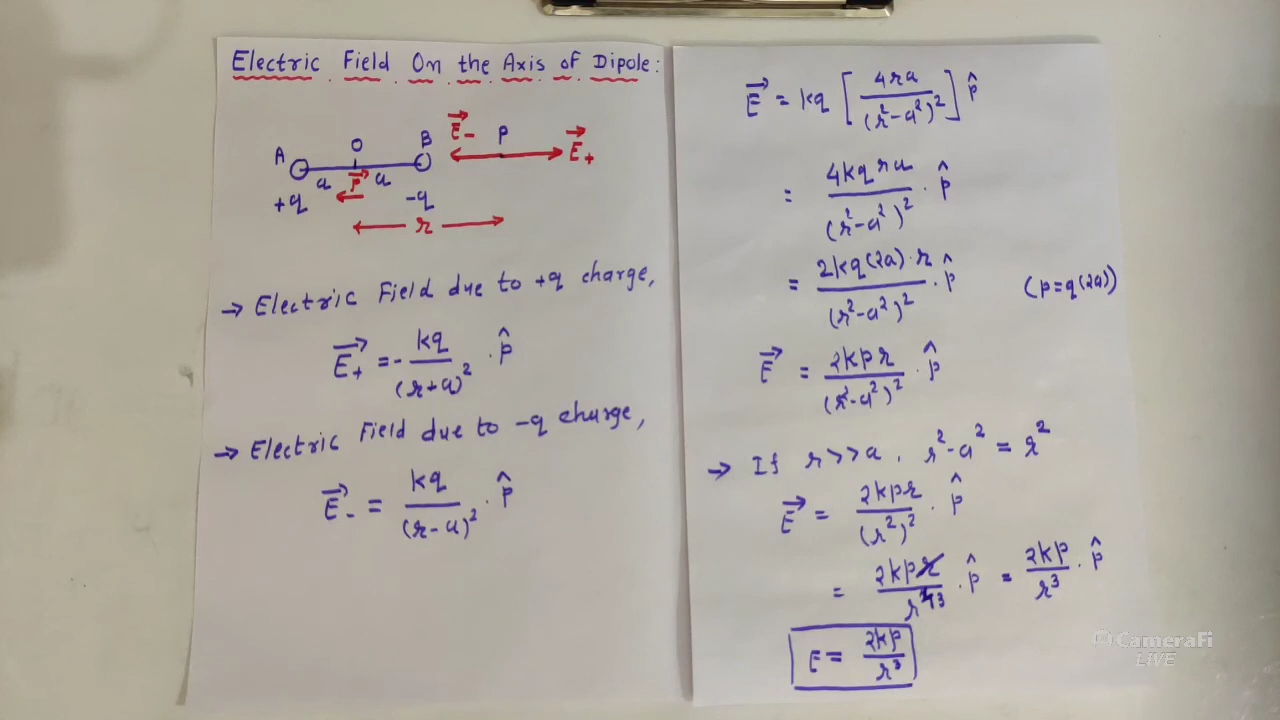 Electric Field On the Axis of Dipole:
A O B E⃗₋ P E⃗₊
a p⃗ a
+q -q
r
→ Electric Field due to +q charge,
E⃗₊ = - kq/(r+a)² · p̂
→ Electric Field due to -q charge,
E⃗₋ = kq/(r-a)² · p̂
E⃗ = kq [4ra/(r²-a²)²] p̂
= 4kqra/(r²-a²)² · p̂
= 2kq(2a)·r/(r²-a²)² · p̂ (p=q(2a))
E⃗ = 2kpr/(r²-a²)² · p̂
→ If r>>a, r²-a² = r²
E⃗ = 2kpr/(r²)² · p̂
= 2kpr/r⁴3 · p̂ = 2kp/r³ · p̂
E = 2kp/r³
CameraFi
LIVE